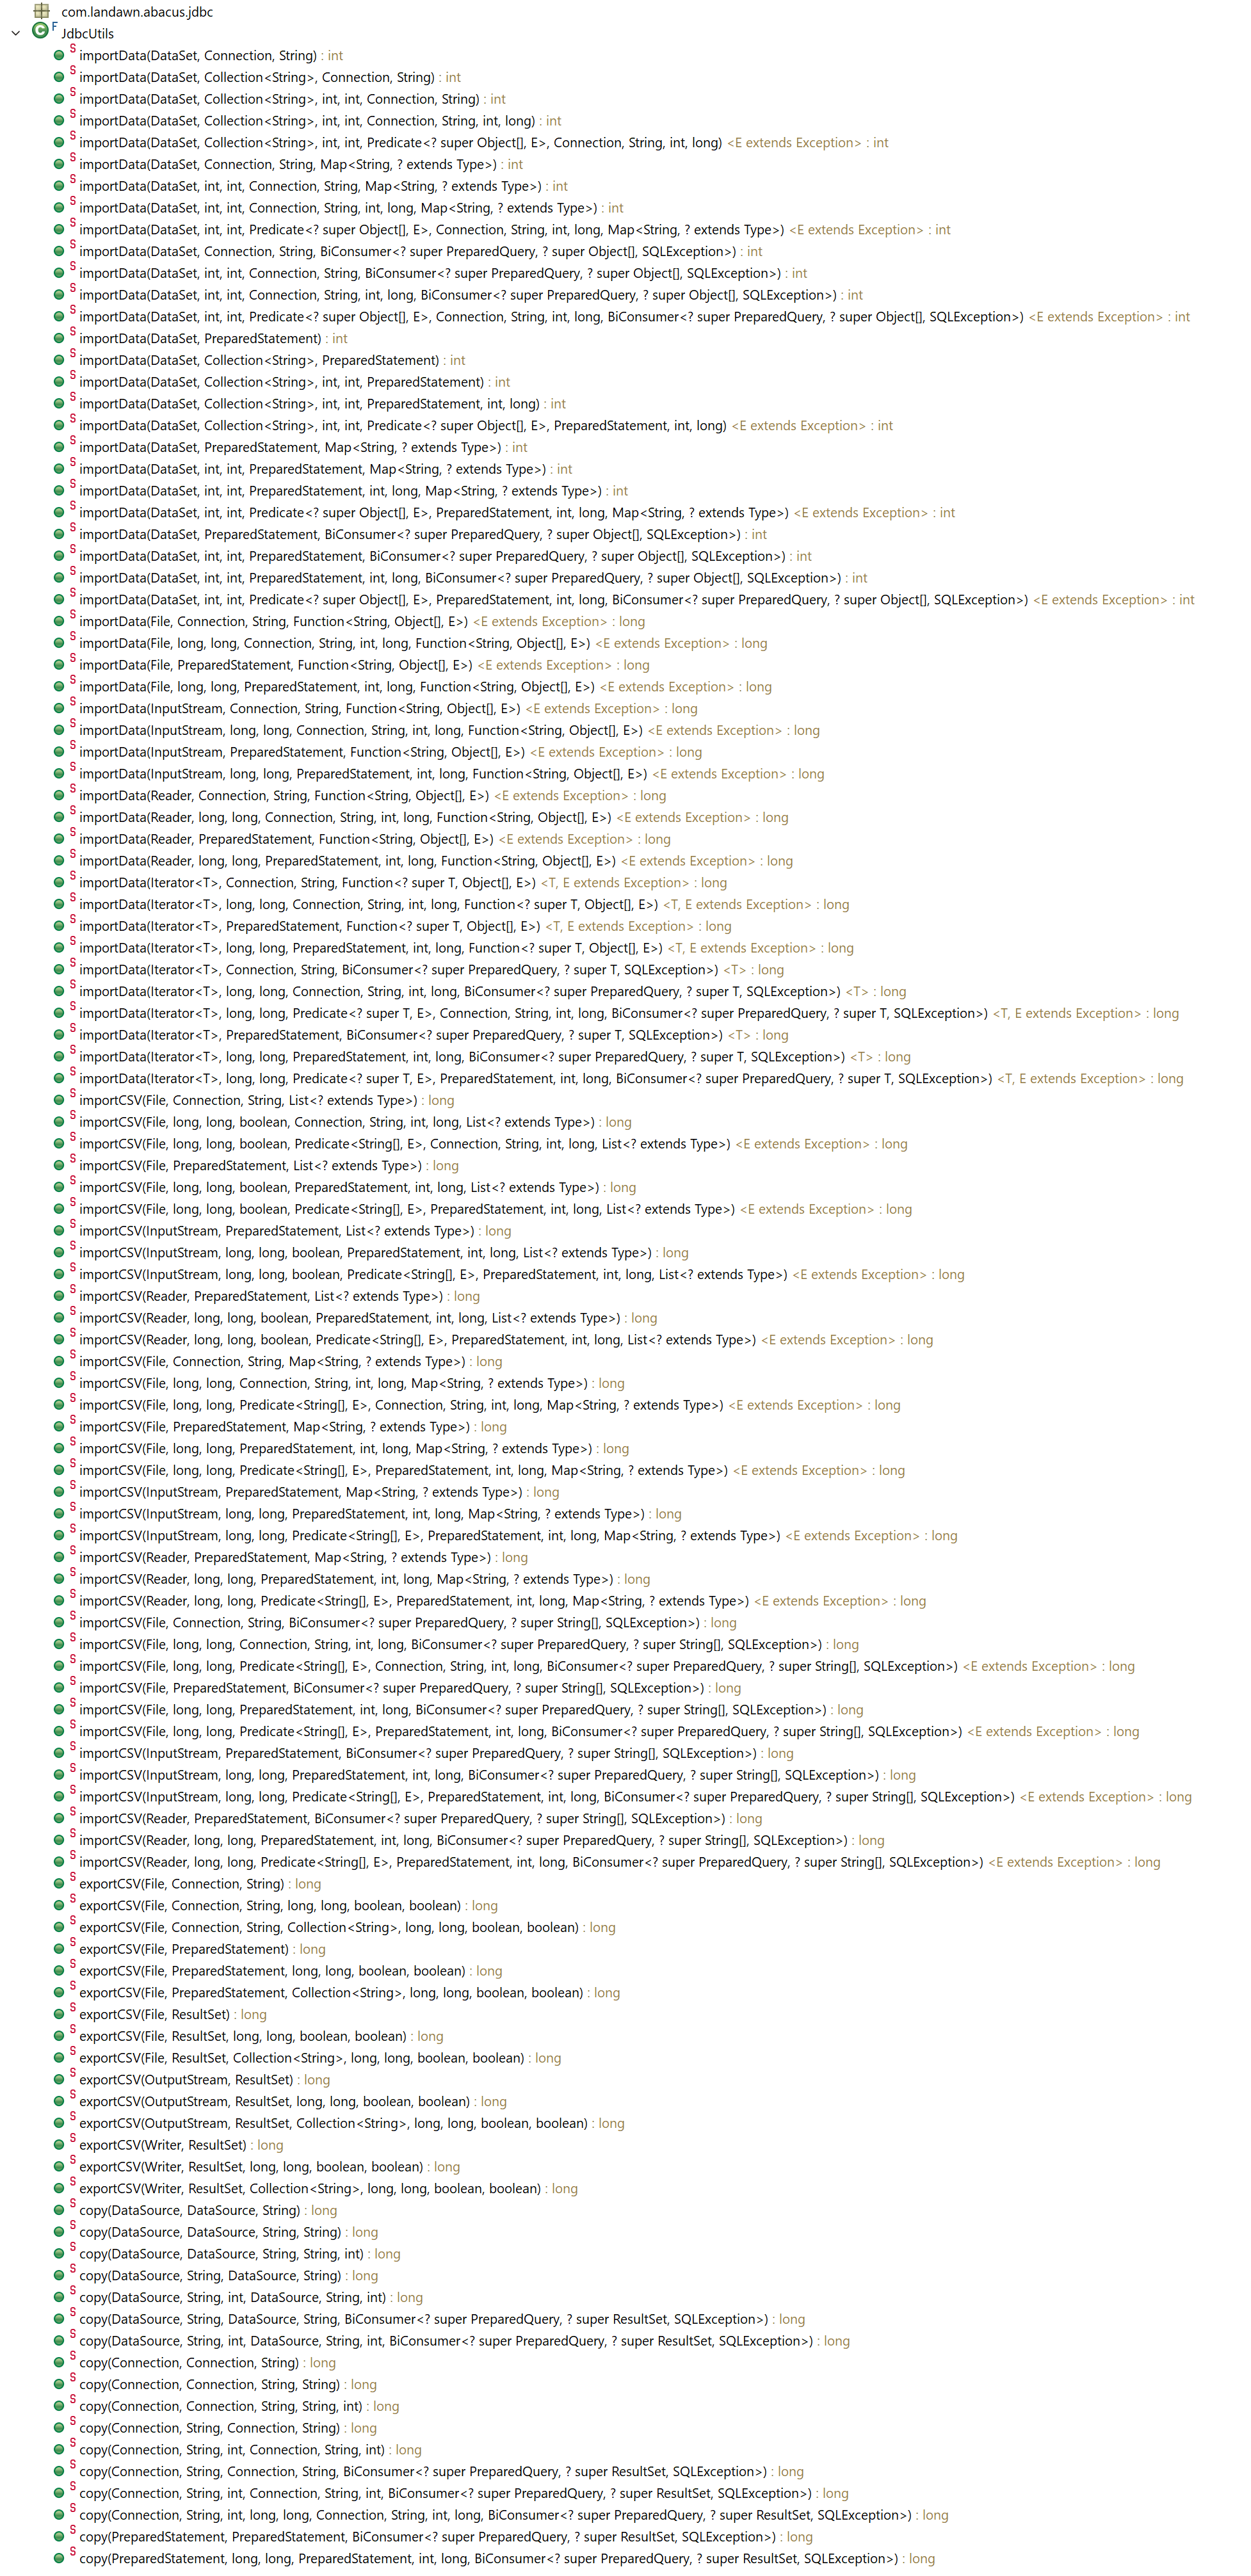 com.landawn.abacus.jdbc
JdbcUtils
importData(DataSet, Connection, String) : int
importData(DataSet, Collection<String>, Connection, String) : int
importData(DataSet, Collection<String>, int, int, Connection, String) : int
importData(DataSet, Collection<String>, int, int, Connection, String, int, long) : int
importData(DataSet, Collection<String>, int, int, Predicate<? super Object[], E>, Connection, String, int, long) <E extends Exception> : int
importData(DataSet, Connection, String, Map<String, ? extends Type>) : int
importData(DataSet, int, int, Connection, String, Map<String, ? extends Type>) : int
importData(DataSet, int, int, Connection, String, int, long, Map<String, ? extends Type>) : int
importData(DataSet, int, int, Predicate<? super Object[], E>, Connection, String, int, long, Map<String, ? extends Type>) <E extends Exception> : int
importData(DataSet, Connection, String, BiConsumer<? super PreparedQuery, ? super Object[], SQLException>) : int
importData(DataSet, int, int, Connection, String, BiConsumer<? super PreparedQuery, ? super Object[], SQLException>) : int
importData(DataSet, int, int, Connection, String, int, long, BiConsumer<? super PreparedQuery, ? super Object[], SQLException>) : int
importData(DataSet, int, int, Predicate<? super Object[], E>, Connection, String, int, long, BiConsumer<? super PreparedQuery, ? super Object[], SQLException>) <E extends Exception> : int
importData(DataSet, PreparedStatement) : int
importData(DataSet, Collection<String>, PreparedStatement) : int
importData(DataSet, Collection<String>, int, int, PreparedStatement) : int
importData(DataSet, Collection<String>, int, int, PreparedStatement, int, long) : int
importData(DataSet, Collection<String>, int, int, Predicate<? super Object[], E>, PreparedStatement, int, long) <E extends Exception> : int
importData(DataSet, PreparedStatement, Map<String, ? extends Type>) : int
importData(DataSet, int, int, PreparedStatement, Map<String, ? extends Type>) : int
importData(DataSet, int, int, PreparedStatement, int, long, Map<String, ? extends Type>) : int
importData(DataSet, int, int, Predicate<? super Object[], E>, PreparedStatement, int, long, Map<String, ? extends Type>) <E extends Exception> : int
importData(DataSet, PreparedStatement, BiConsumer<? super PreparedQuery, ? super Object[], SQLException>) : int
importData(DataSet, int, int, PreparedStatement, BiConsumer<? super PreparedQuery, ? super Object[], SQLException>) : int
importData(DataSet, int, int, PreparedStatement, int, long, BiConsumer<? super PreparedQuery, ? super Object[], SQLException>) : int
importData(DataSet, int, int, Predicate<? super Object[], E>, PreparedStatement, int, long, BiConsumer<? super PreparedQuery, ? super Object[], SQLException>) <E extends Exception> : int
importData(File, Connection, String, Function<String, Object[], E>) <E extends Exception> : long
importData(File, long, long, Connection, String, int, long, Function<String, Object[], E>) <E extends Exception> : long
importData(File, PreparedStatement, Function<String, Object[], E>) <E extends Exception> : long
importData(File, long, long, PreparedStatement, int, long, Function<String, Object[], E>) <E extends Exception> : long
importData(InputStream, Connection, String, Function<String, Object[], E>) <E extends Exception> : long
importData(InputStream, long, long, Connection, String, int, long, Function<String, Object[], E>) <E extends Exception> : long
importData(InputStream, PreparedStatement, Function<String, Object[], E>) <E extends Exception> : long
importData(InputStream, long, long, PreparedStatement, int, long, Function<String, Object[], E>) <E extends Exception> : long
importData(Reader, Connection, String, Function<String, Object[], E>) <E extends Exception> : long
importData(Reader, long, long, Connection, String, int, long, Function<String, Object[], E>) <E extends Exception> : long
importData(Reader, PreparedStatement, Function<String, Object[], E>) <E extends Exception> : long
importData(Reader, long, long, PreparedStatement, int, long, Function<String, Object[], E>) <E extends Exception> : long
importData(Iterator<T>, Connection, String, Function<? super T, Object[], E>) <T, E extends Exception> : long
importData(Iterator<T>, long, long, Connection, String, int, long, Function<? super T, Object[], E>) <T, E extends Exception> : long
importData(Iterator<T>, PreparedStatement, Function<? super T, Object[], E>) <T, E extends Exception> : long
importData(Iterator<T>, long, long, PreparedStatement, int, long, Function<? super T, Object[], E>) <T, E extends Exception> : long
importData(Iterator<T>, Connection, String, BiConsumer<? super PreparedQuery, ? super T, SQLException>) <T> : long
importData(Iterator<T>, long, long, Connection, String, int, long, BiConsumer<? super PreparedQuery, ? super T, SQLException>) <T> : long
importData(Iterator<T>, long, long, Predicate<? super T, E>, Connection, String, int, long, BiConsumer<? super PreparedQuery, ? super T, SQLException>) <T, E extends Exception> : long
importData(Iterator<T>, PreparedStatement, BiConsumer<? super PreparedQuery, ? super T, SQLException>) <T> : long
importData(Iterator<T>, long, long, PreparedStatement, int, long, BiConsumer<? super PreparedQuery, ? super T, SQLException>) <T> : long
importData(Iterator<T>, long, long, Predicate<? super T, E>, PreparedStatement, int, long, BiConsumer<? super PreparedQuery, ? super T, SQLException>) <T, E extends Exception> : long
importCSV(File, Connection, String, List<? extends Type>) : long
importCSV(File, long, long, boolean, Connection, String, int, long, List<? extends Type>) : long
importCSV(File, long, long, boolean, Predicate<String[], E>, Connection, String, int, long, List<? extends Type>) <E extends Exception> : long
importCSV(File, PreparedStatement, List<? extends Type>) : long
importCSV(File, long, long, boolean, PreparedStatement, int, long, List<? extends Type>) : long
importCSV(File, long, long, boolean, Predicate<String[], E>, PreparedStatement, int, long, List<? extends Type>) <E extends Exception> : long
importCSV(InputStream, PreparedStatement, List<? extends Type>) : long
importCSV(InputStream, long, long, boolean, PreparedStatement, int, long, List<? extends Type>) : long
importCSV(InputStream, long, long, boolean, Predicate<String[], E>, PreparedStatement, int, long, List<? extends Type>) <E extends Exception> : long
importCSV(Reader, PreparedStatement, List<? extends Type>) : long
importCSV(Reader, long, long, boolean, PreparedStatement, int, long, List<? extends Type>) : long
importCSV(Reader, long, long, boolean, Predicate<String[], E>, PreparedStatement, int, long, List<? extends Type>) <E extends Exception> : long
importCSV(File, Connection, String, Map<String, ? extends Type>) : long
importCSV(File, long, long, Connection, String, int, long, Map<String, ? extends Type>) : long
importCSV(File, long, long, Predicate<String[], E>, Connection, String, int, long, Map<String, ? extends Type>) <E extends Exception> : long
importCSV(File, PreparedStatement, Map<String, ? extends Type>) : long
importCSV(File, long, long, PreparedStatement, int, long, Map<String, ? extends Type>) : long
importCSV(File, long, long, Predicate<String[], E>, PreparedStatement, int, long, Map<String, ? extends Type>) <E extends Exception> : long
importCSV(InputStream, PreparedStatement, Map<String, ? extends Type>) : long
importCSV(InputStream, long, long, PreparedStatement, int, long, Map<String, ? extends Type>) : long
importCSV(InputStream, long, long, Predicate<String[], E>, PreparedStatement, int, long, Map<String, ? extends Type>) <E extends Exception> : long
importCSV(Reader, PreparedStatement, Map<String, ? extends Type>) : long
importCSV(Reader, long, long, PreparedStatement, int, long, Map<String, ? extends Type>) : long
importCSV(Reader, long, long, Predicate<String[], E>, PreparedStatement, int, long, Map<String, ? extends Type>) <E extends Exception> : long
importCSV(File, Connection, String, BiConsumer<? super PreparedQuery, ? super String[], SQLException>) : long
importCSV(File, long, long, Connection, String, int, long, BiConsumer<? super PreparedQuery, ? super String[], SQLException>) : long
importCSV(File, long, long, Predicate<String[], E>, Connection, String, int, long, BiConsumer<? super PreparedQuery, ? super String[], SQLException>) <E extends Exception> : long
importCSV(File, PreparedStatement, BiConsumer<? super PreparedQuery, ? super String[], SQLException>) : long
importCSV(File, long, long, PreparedStatement, int, long, BiConsumer<? super PreparedQuery, ? super String[], SQLException>) : long
importCSV(File, long, long, Predicate<String[], E>, PreparedStatement, int, long, BiConsumer<? super PreparedQuery, ? super String[], SQLException>) <E extends Exception> : long
importCSV(InputStream, PreparedStatement, BiConsumer<? super PreparedQuery, ? super String[], SQLException>) : long
importCSV(InputStream, long, long, PreparedStatement, int, long, BiConsumer<? super PreparedQuery, ? super String[], SQLException>) : long
importCSV(InputStream, long, long, Predicate<String[], E>, PreparedStatement, int, long, BiConsumer<? super PreparedQuery, ? super String[], SQLException>) <E extends Exception> : long
importCSV(Reader, PreparedStatement, BiConsumer<? super PreparedQuery, ? super String[], SQLException>) : long
importCSV(Reader, long, long, PreparedStatement, int, long, BiConsumer<? super PreparedQuery, ? super String[], SQLException>) : long
importCSV(Reader, long, long, Predicate<String[], E>, PreparedStatement, int, long, BiConsumer<? super PreparedQuery, ? super String[], SQLException>) <E extends Exception> : long
exportCSV(File, Connection, String) : long
exportCSV(File, Connection, String, long, long, boolean, boolean) : long
exportCSV(File, Connection, String, Collection<String>, long, long, boolean, boolean) : long
exportCSV(File, PreparedStatement) : long
exportCSV(File, PreparedStatement, long, long, boolean, boolean) : long
exportCSV(File, PreparedStatement, Collection<String>, long, long, boolean, boolean) : long
exportCSV(File, ResultSet) : long
exportCSV(File, ResultSet, long, long, boolean, boolean) : long
exportCSV(File, ResultSet, Collection<String>, long, long, boolean, boolean) : long
exportCSV(OutputStream, ResultSet) : long
exportCSV(OutputStream, ResultSet, long, long, boolean, boolean) : long
exportCSV(OutputStream, ResultSet, Collection<String>, long, long, boolean, boolean) : long
exportCSV(Writer, ResultSet) : long
exportCSV(Writer, ResultSet, long, long, boolean, boolean) : long
exportCSV(Writer, ResultSet, Collection<String>, long, long, boolean, boolean) : long
copy(DataSource, DataSource, String) : long
copy(DataSource, DataSource, String, String) : long
copy(DataSource, DataSource, String, String, int) : long
copy(DataSource, String, DataSource, String) : long
copy(DataSource, String, int, DataSource, String, int) : long
copy(DataSource, String, DataSource, String, BiConsumer<? super PreparedQuery, ? super ResultSet, SQLException>) : long
copy(DataSource, String, int, DataSource, String, int, BiConsumer<? super PreparedQuery, ? super ResultSet, SQLException>) : long
copy(Connection, Connection, String) : long
copy(Connection, Connection, String, String) : long
copy(Connection, Connection, String, String, int) : long
copy(Connection, String, Connection, String) : long
copy(Connection, String, int, Connection, String, int) : long
copy(Connection, String, Connection, String, BiConsumer<? super PreparedQuery, ? super ResultSet, SQLException>) : long
copy(Connection, String, int, Connection, String, int, BiConsumer<? super PreparedQuery, ? super ResultSet, SQLException>) : long
copy(Connection, String, int, long, long, Connection, String, int, long, BiConsumer<? super PreparedQuery, ? super ResultSet, SQLException>) : long
copy(PreparedStatement, PreparedStatement, BiConsumer<? super PreparedQuery, ? super ResultSet, SQLException>) : long
copy(PreparedStatement, long, long, PreparedStatement, int, long, BiConsumer<? super PreparedQuery, ? super ResultSet, SQLException>) : long